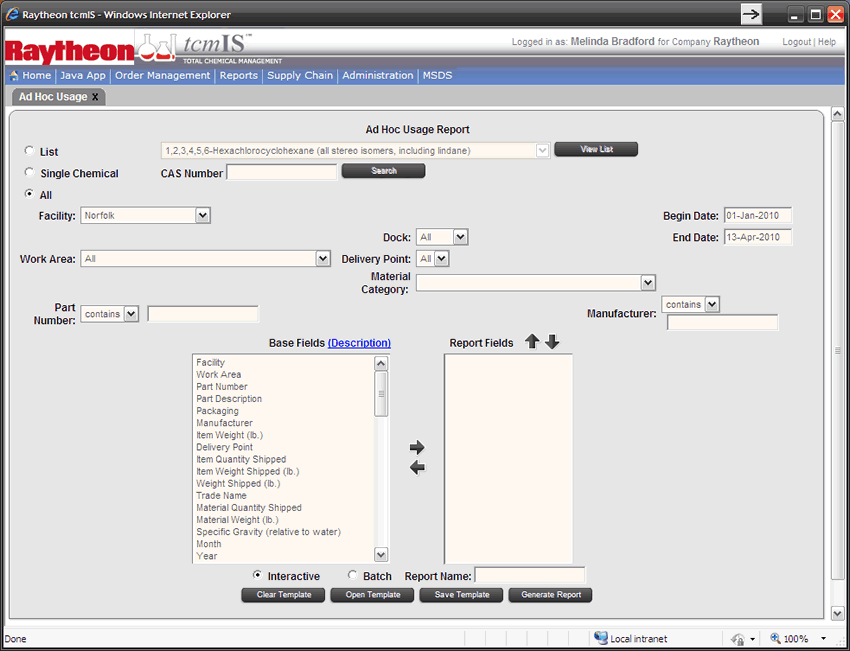 Raytheon tcmIS - Windows Internet Explorer
Raytheon tcmIS™
TOTAL CHEMICAL MANAGEMENT
Logged in as: Melinda Bradford for Company Raytheon Logout | Help
Home Java App Order Management Reports Supply Chain Administration MSDS
Ad Hoc Usage X
Ad Hoc Usage Report
List 1,2,3,4,5,6-Hexachlorocyclohexane (all stereo isomers, including lindane) View List
Single Chemical CAS Number Search
All
Facility: Norfolk Begin Date: 01-Jan-2010
Dock: All End Date: 13-Apr-2010
Work Area: All Delivery Point: All
Material
Category:
Part
Number: contains
Manufacturer: contains
Base Fields (Description) Report Fields
Facility
Work Area
Part Number
Part Description
Packaging
Manufacturer
Item Weight (lb.)
Delivery Point
Item Quantity Shipped
Item Weight Shipped (lb.)
Weight Shipped (lb.)
Trade Name
Material Quantity Shipped
Material Weight (lb.)
Specific Gravity (relative to water)
Month
Year
Interactive Batch Report Name:
Clear Template Open Template Save Template Generate Report
Done Local intranet 100%